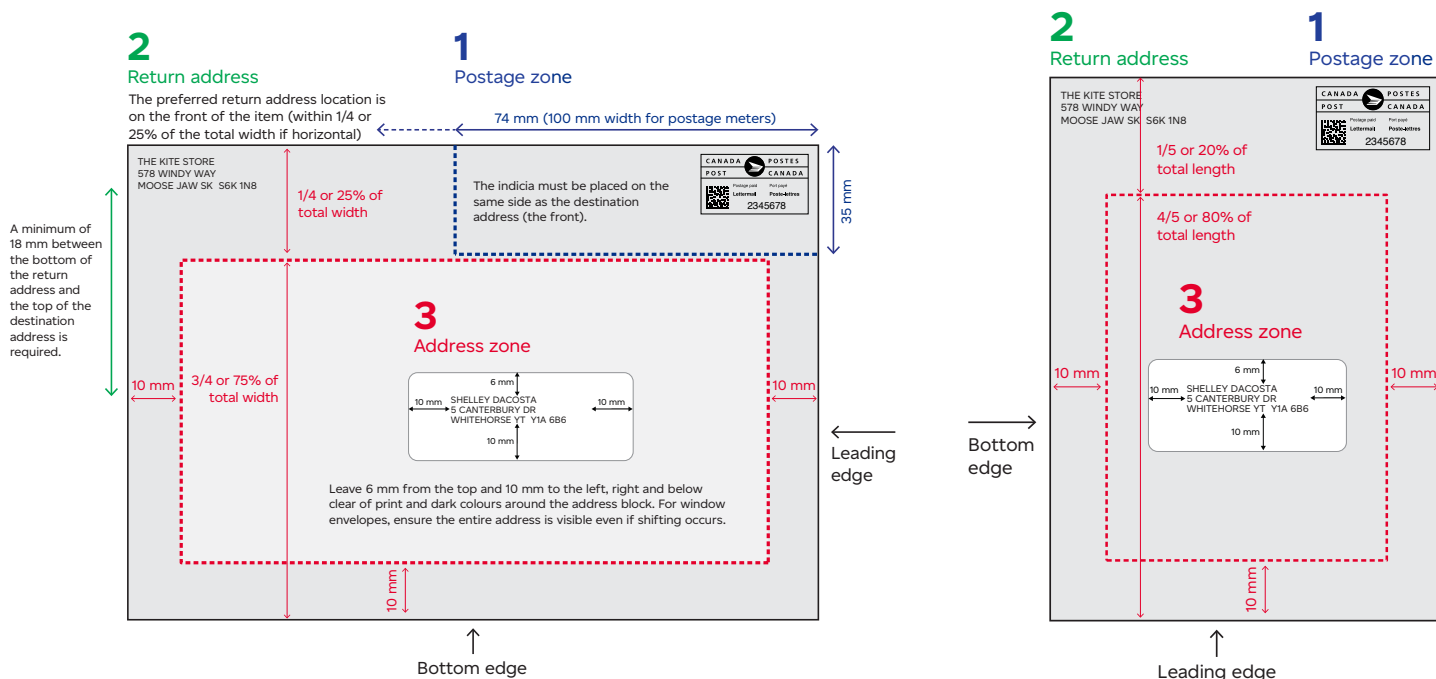 2
Return address
The preferred return address location is
on the front of the item (within 1/4 or
25% of the total width if horizontal)
1
Postage zone
74 mm (100 mm width for postage meters)
THE KITE STORE
578 WINDY WAY
MOOSE JAW SK  S6K 1N8
1/4 or 25% of
total width
The indicia must be placed on the
same side as the destination
address (the front).
CANADA POSTES
POST CANADA
Postage paid Port payé
Lettermail Poste-lettres
2345678
35 mm
A minimum of
18 mm between
the bottom of
the return
address and
the top of the
destination
address is
required.
3
Address zone
10 mm
3/4 or 75% of
total width
10 mm
6 mm
10 mm
SHELLEY DACOSTA
5 CANTERBURY DR
WHITEHORSE YT  Y1A 6B6
10 mm
10 mm
Leave 6 mm from the top and 10 mm to the left, right and below
clear of print and dark colours around the address block. For window
envelopes, ensure the entire address is visible even if shifting occurs.
10 mm
Leading
edge
Bottom edge
2
Return address
1
Postage zone
THE KITE STORE
578 WINDY WAY
MOOSE JAW SK  S6K 1N8
CANADA POSTES
POST CANADA
Postage paid Port payé
Lettermail Poste-lettres
2345678
1/5 or 20% of
total length
4/5 or 80% of
total length
3
Address zone
10 mm
10 mm
6 mm
10 mm
SHELLEY DACOSTA
5 CANTERBURY DR
WHITEHORSE YT  Y1A 6B6
10 mm
10 mm
10 mm
Bottom
edge
Leading edge